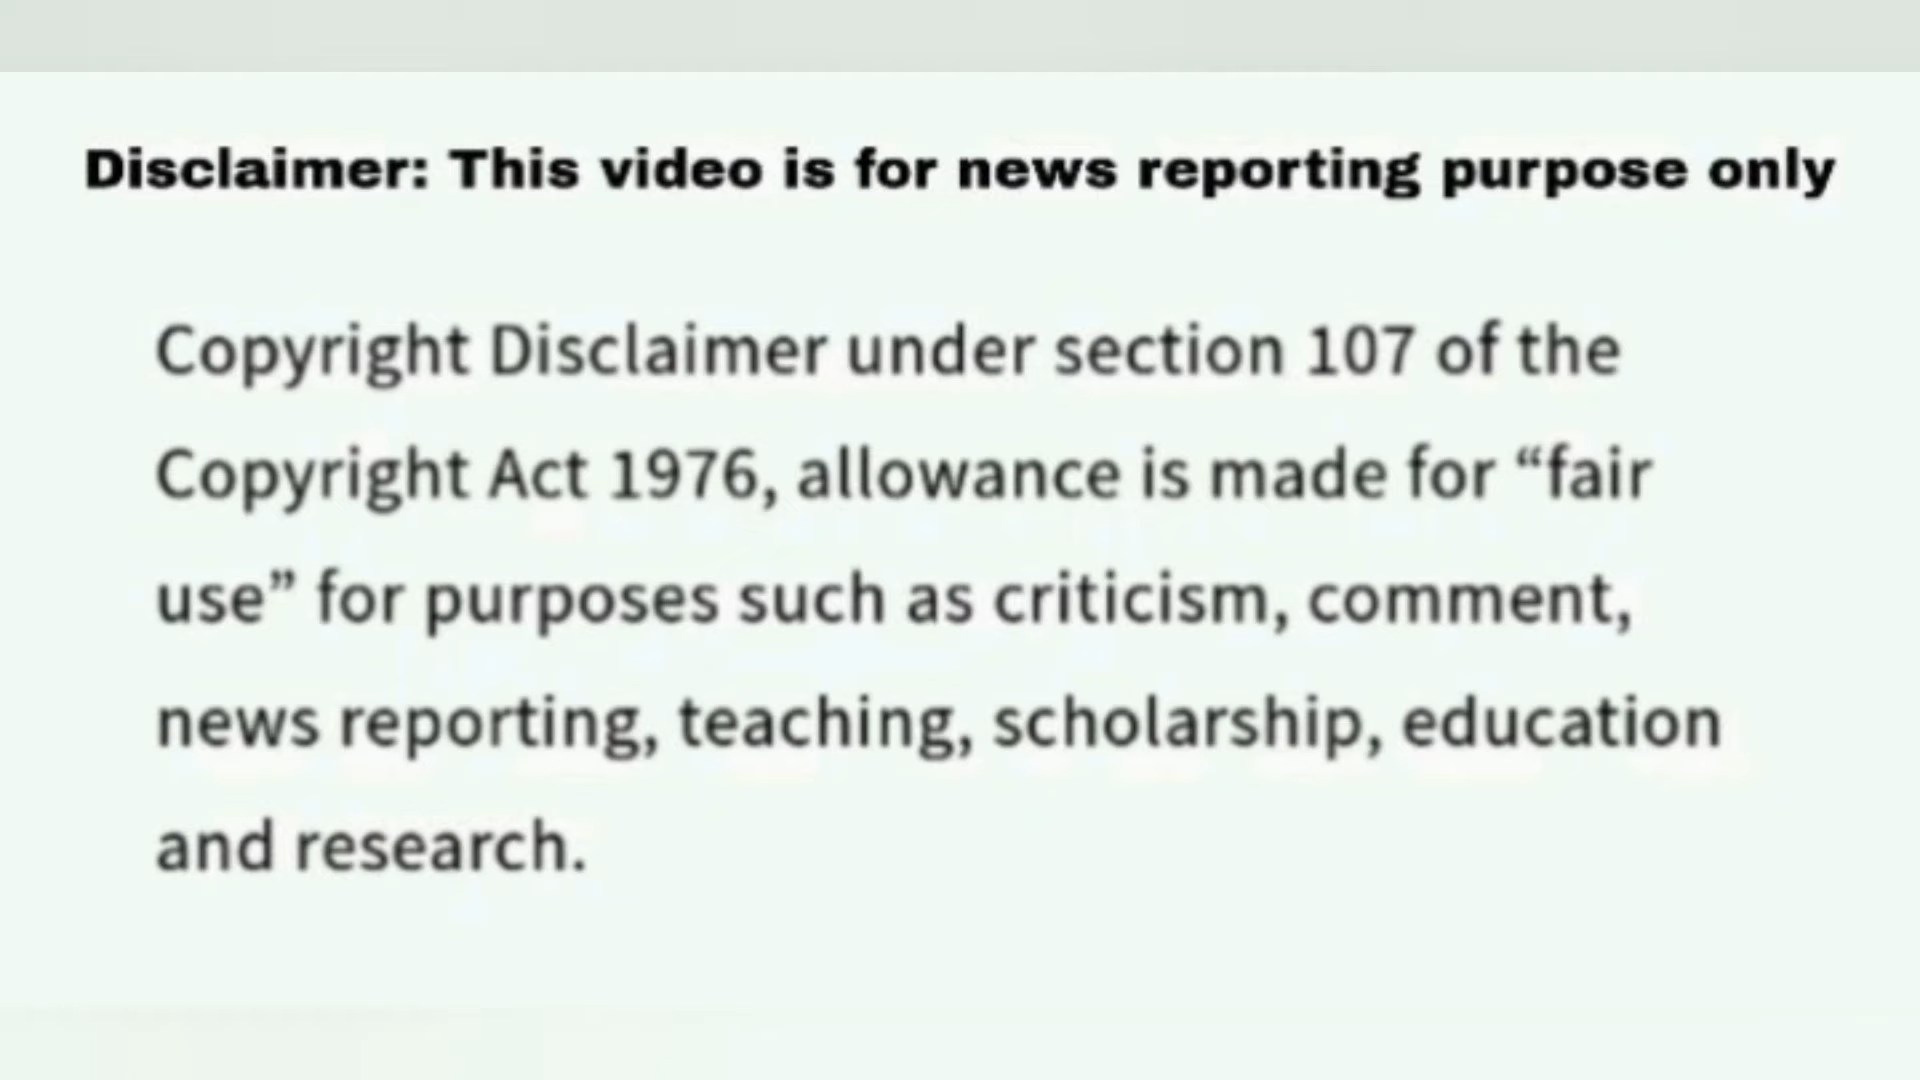 Disclaimer: This video is for news reporting purpose only
Copyright Disclaimer under section 107 of the
Copyright Act 1976, allowance is made for “fair
use” for purposes such as criticism, comment,
news reporting, teaching, scholarship, education
and research.